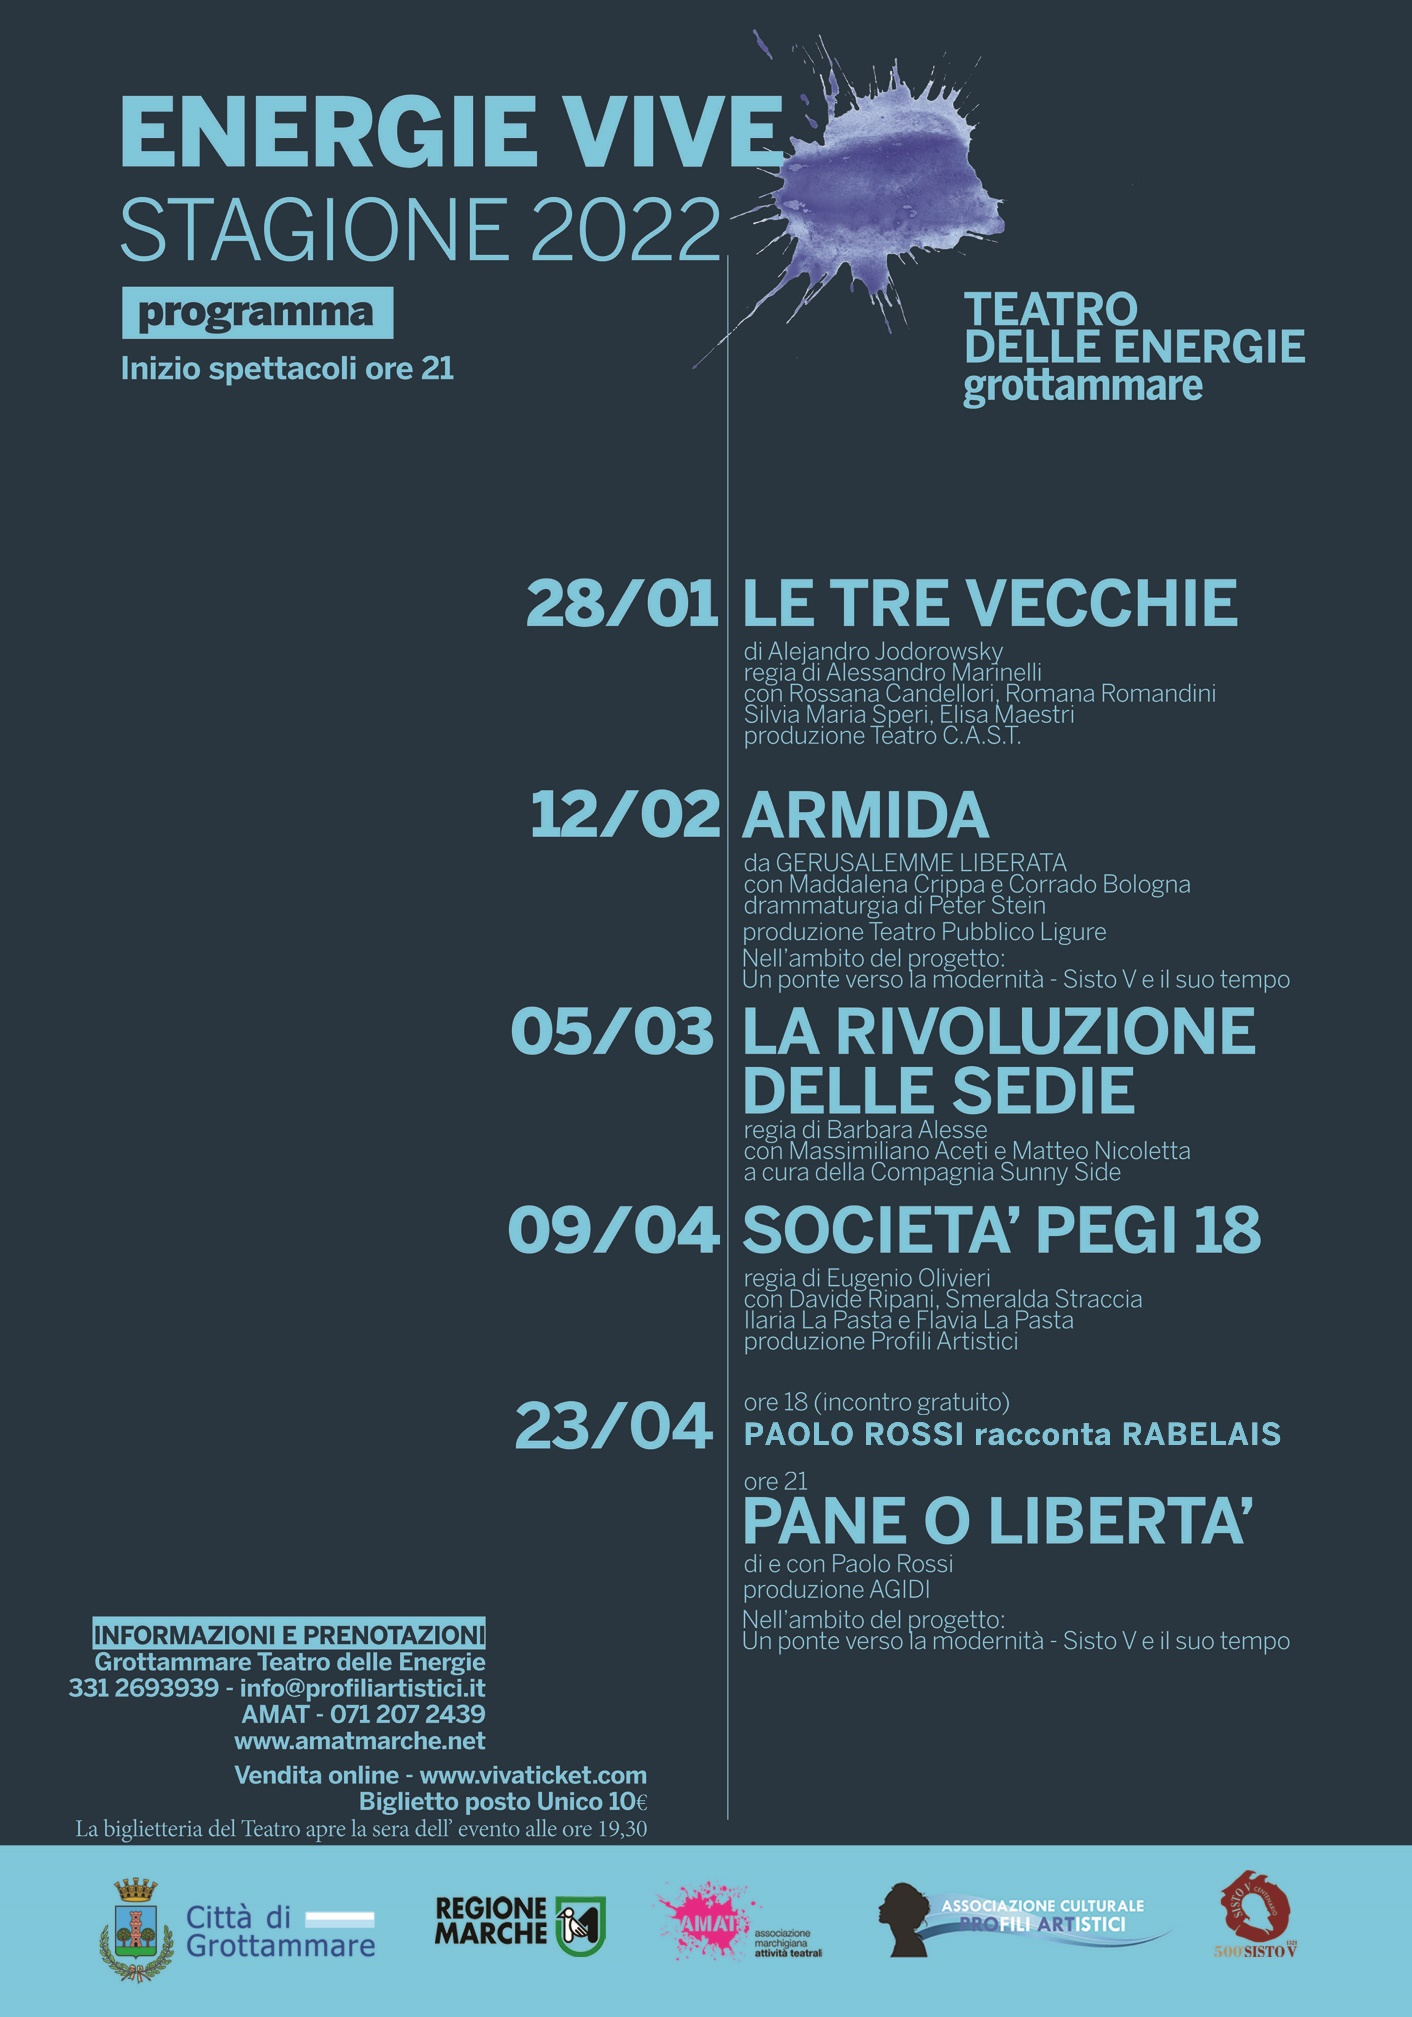 ENERGIE VIVE
STAGIONE 2022
programma
Inizio spettacoli ore 21
TEATRO
DELLE ENERGIE
grottammare
28/01 LE TRE VECCHIE
di Alejandro Jodorowsky
regia di Alessandro Marinelli
con Rossana Candellori, Romana Romandini
Silvia Maria Speri, Elisa Maestri
produzione Teatro C.A.S.T.
12/02 ARMIDA
da GERUSALEMME LIBERATA
con Maddalena Crippa e Corrado Bologna
drammaturgia di Peter Stein
produzione Teatro Pubblico Ligure
Nell'ambito del progetto:
Un ponte verso la modernità - Sisto V e il suo tempo
05/03 LA RIVOLUZIONE
DELLE SEDIE
regia di Barbara Alesse
con Massimiliano Aceti e Matteo Nicoletta
a cura della Compagnia Sunny Side
09/04 SOCIETA' PEGI 18
regia di Eugenio Olivieri
con Davide Ripani, Smeralda Straccia
Ilaria La Pasta e Flavia La Pasta
produzione Profili Artistici
23/04
ore 18 (incontro gratuito)
PAOLO ROSSI racconta RABELAIS
ore 21
PANE O LIBERTA'
di e con Paolo Rossi
produzione AGIDI
Nell'ambito del progetto:
Un ponte verso la modernità - Sisto V e il suo tempo
INFORMAZIONI E PRENOTAZIONI
Grottammare Teatro delle Energie
331 2693939 - info@profiliartistici.it
AMAT - 071 207 2439
www.amatmarche.net
Vendita online - www.vivaticket.com
Biglietto posto Unico 10€
La biglietteria del Teatro apre la sera dell' evento alle ore 19,30
Città di
Grottammare
REGIONE
MARCHE
AMAT
associazione
marchigiana
attività teatrali
ASSOCIAZIONE CULTURALE
PROFILI ARTISTICI
SISTO V
CENTENARIO
1521
500°SISTO V